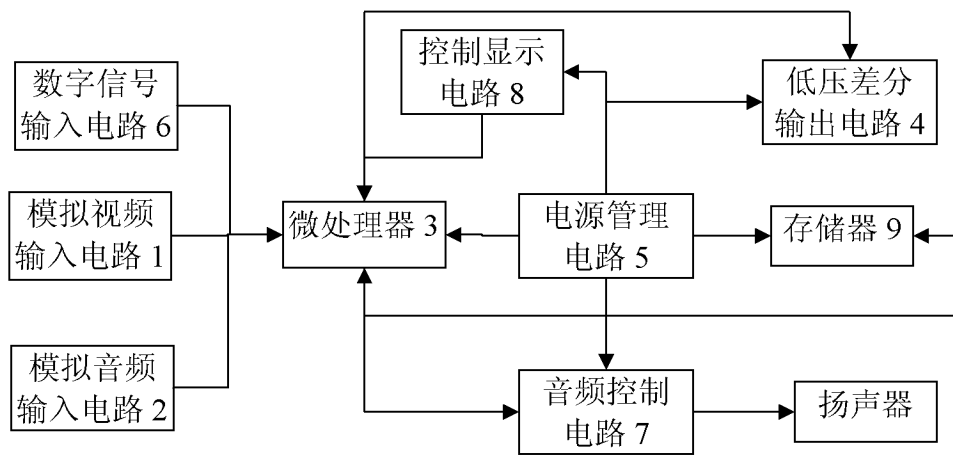 控制显示
电路 8
数字信号
输入电路 6
低压差分
输出电路 4
模拟视频
输入电路 1
微处理器 3
电源管理
电路 5
存储器 9
模拟音频
输入电路 2
音频控制
电路 7
扬声器